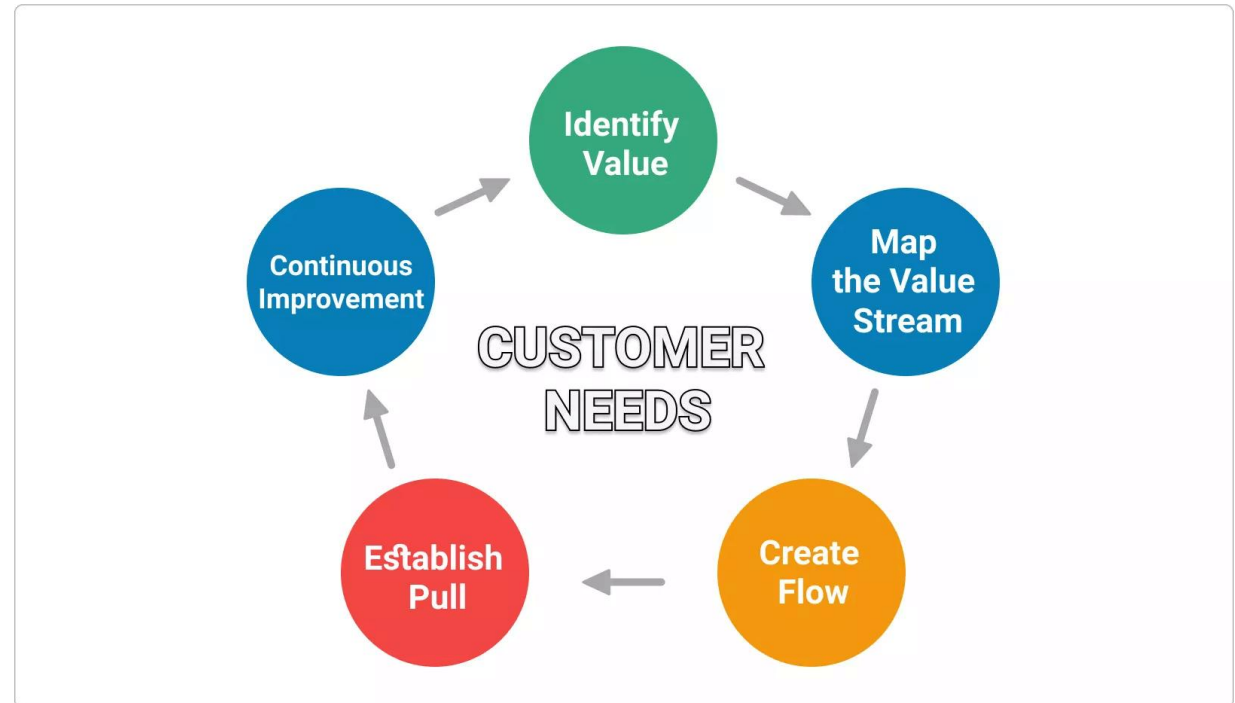 Identify
Value
Map
the Value
Stream
Create
Flow
Establish
Pull
Continuous
Improvement
CUSTOMER
NEEDS